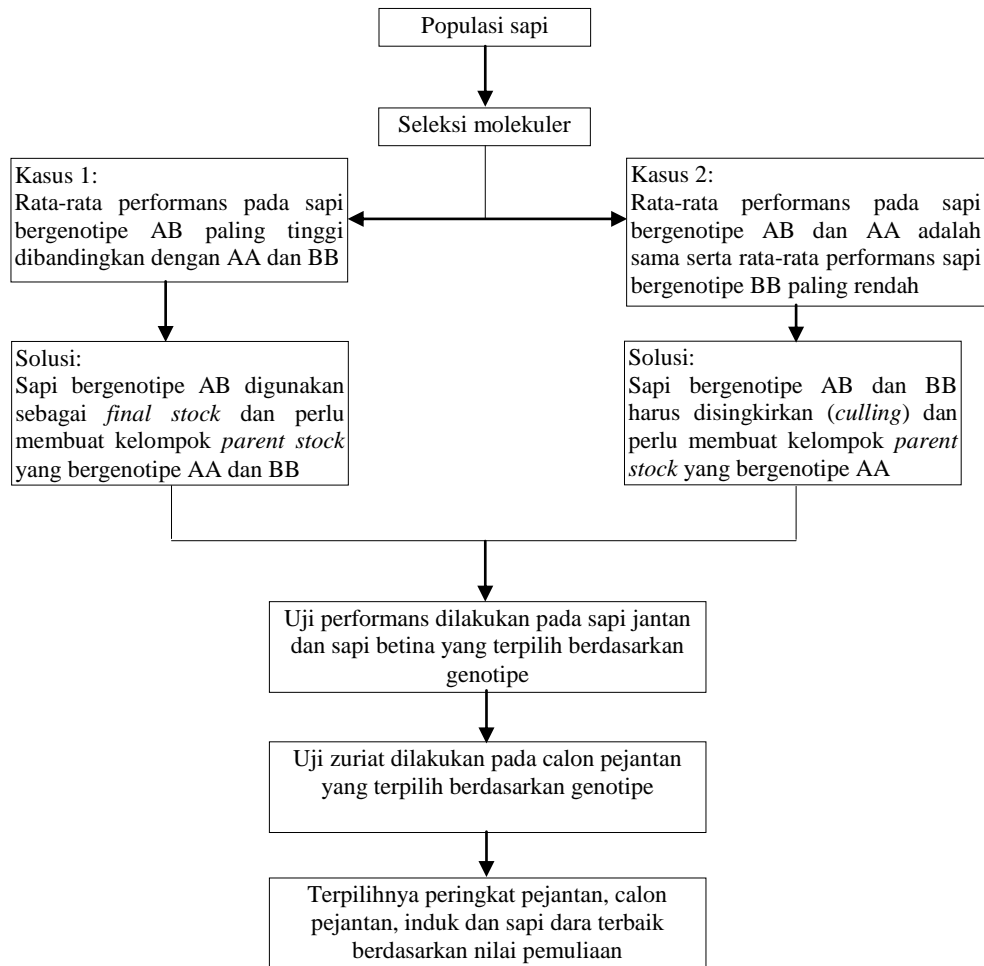 Populasi sapi
Seleksi molekuler
Kasus 1:
Rata-rata performans pada sapi
bergenotipe AB paling tinggi
dibandingkan dengan AA dan BB
Kasus 2:
Rata-rata performans pada sapi
bergenotipe AB dan AA adalah
sama serta rata-rata performans sapi
bergenotipe BB paling rendah
Solusi:
Sapi bergenotipe AB digunakan
sebagai final stock dan perlu
membuat kelompok parent stock
yang bergenotipe AA dan BB
Solusi:
Sapi bergenotipe AB dan BB
harus disingkirkan (culling) dan
perlu membuat kelompok parent
stock yang bergenotipe AA
Uji performans dilakukan pada sapi jantan
dan sapi betina yang terpilih berdasarkan
genotipe
Uji zuriat dilakukan pada calon pejantan
yang terpilih berdasarkan genotipe
Terpilihnya peringkat pejantan, calon
pejantan, induk dan sapi dara terbaik
berdasarkan nilai pemuliaan